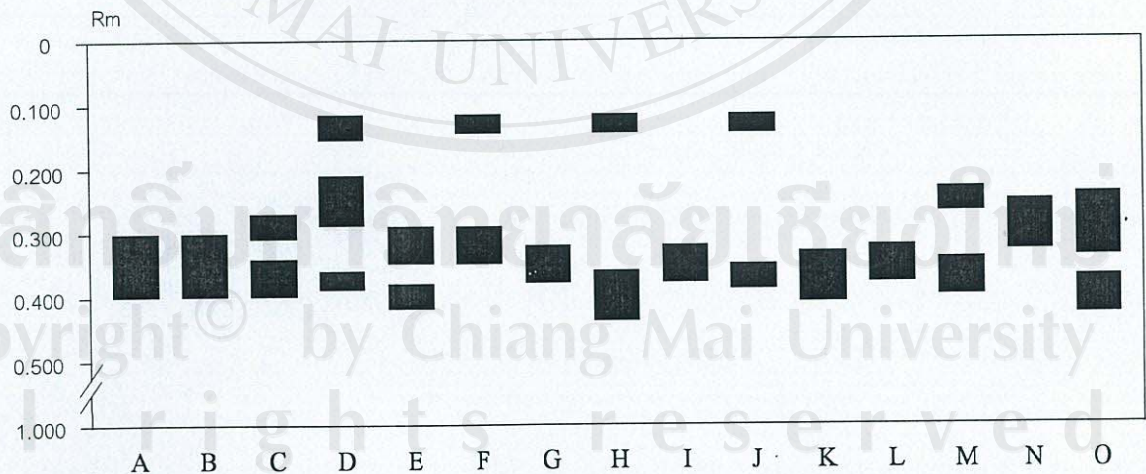 Rm
MAI UNIVERS
0
0.100
0.200
0.300
0.400
0.500
1.000
ลิขสิทธิ์มหาวิทยาลัยเชียงใหม่
Copyright © by Chiang Mai University
All rights reserved
A B C D E F G H I J K L M N O